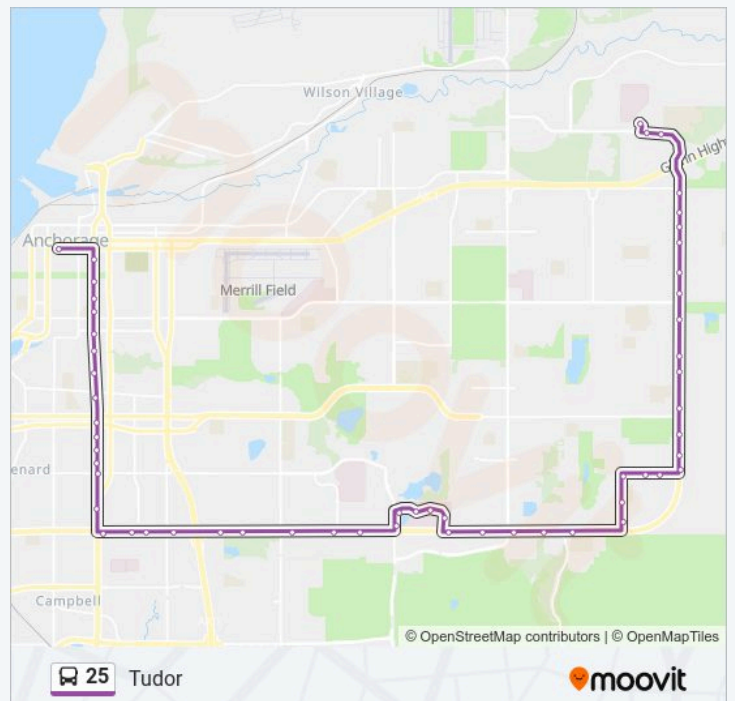 Wilson Village
Glenn High
Anchorage
Merrill Field
enard
Campbell
© OpenStreetMap contributors | © OpenMapTiles
25 Tudor
moovit